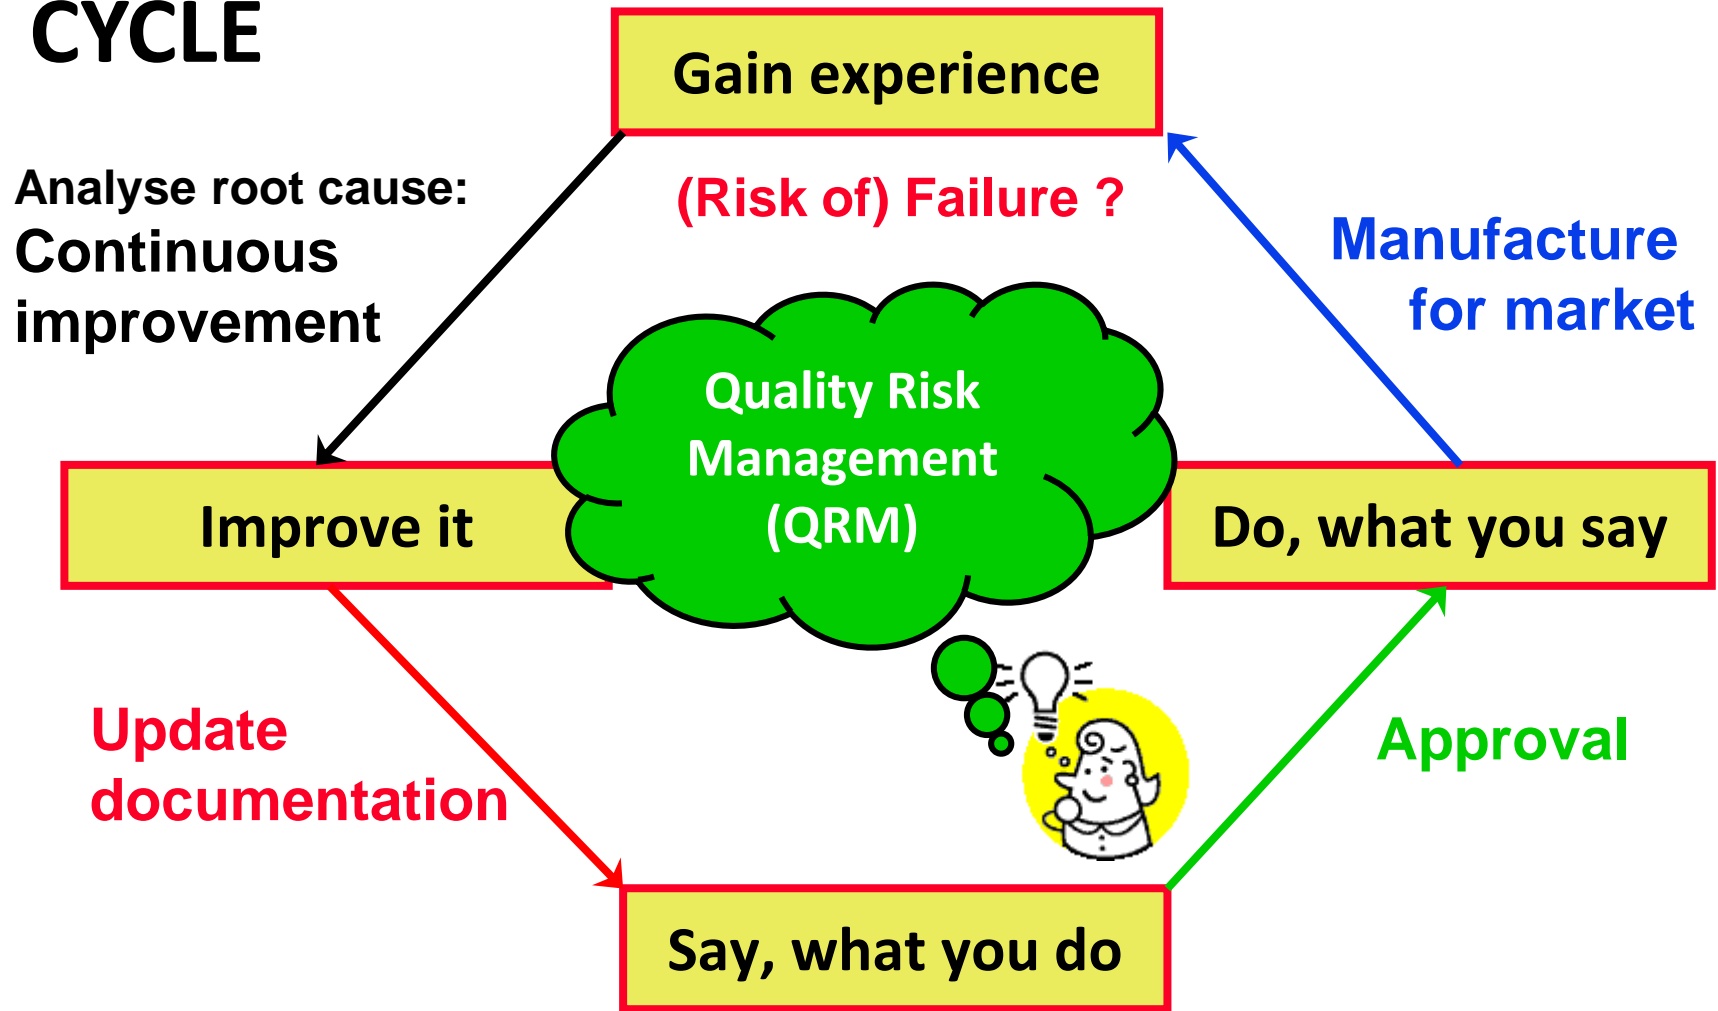 CYCLE
Gain experience
Analyse root cause:
Continuous
improvement
(Risk of) Failure ?
Manufacture
for market
Quality Risk
Management
(QRM)
Improve it
Do, what you say
Update
documentation
Approval
Say, what you do